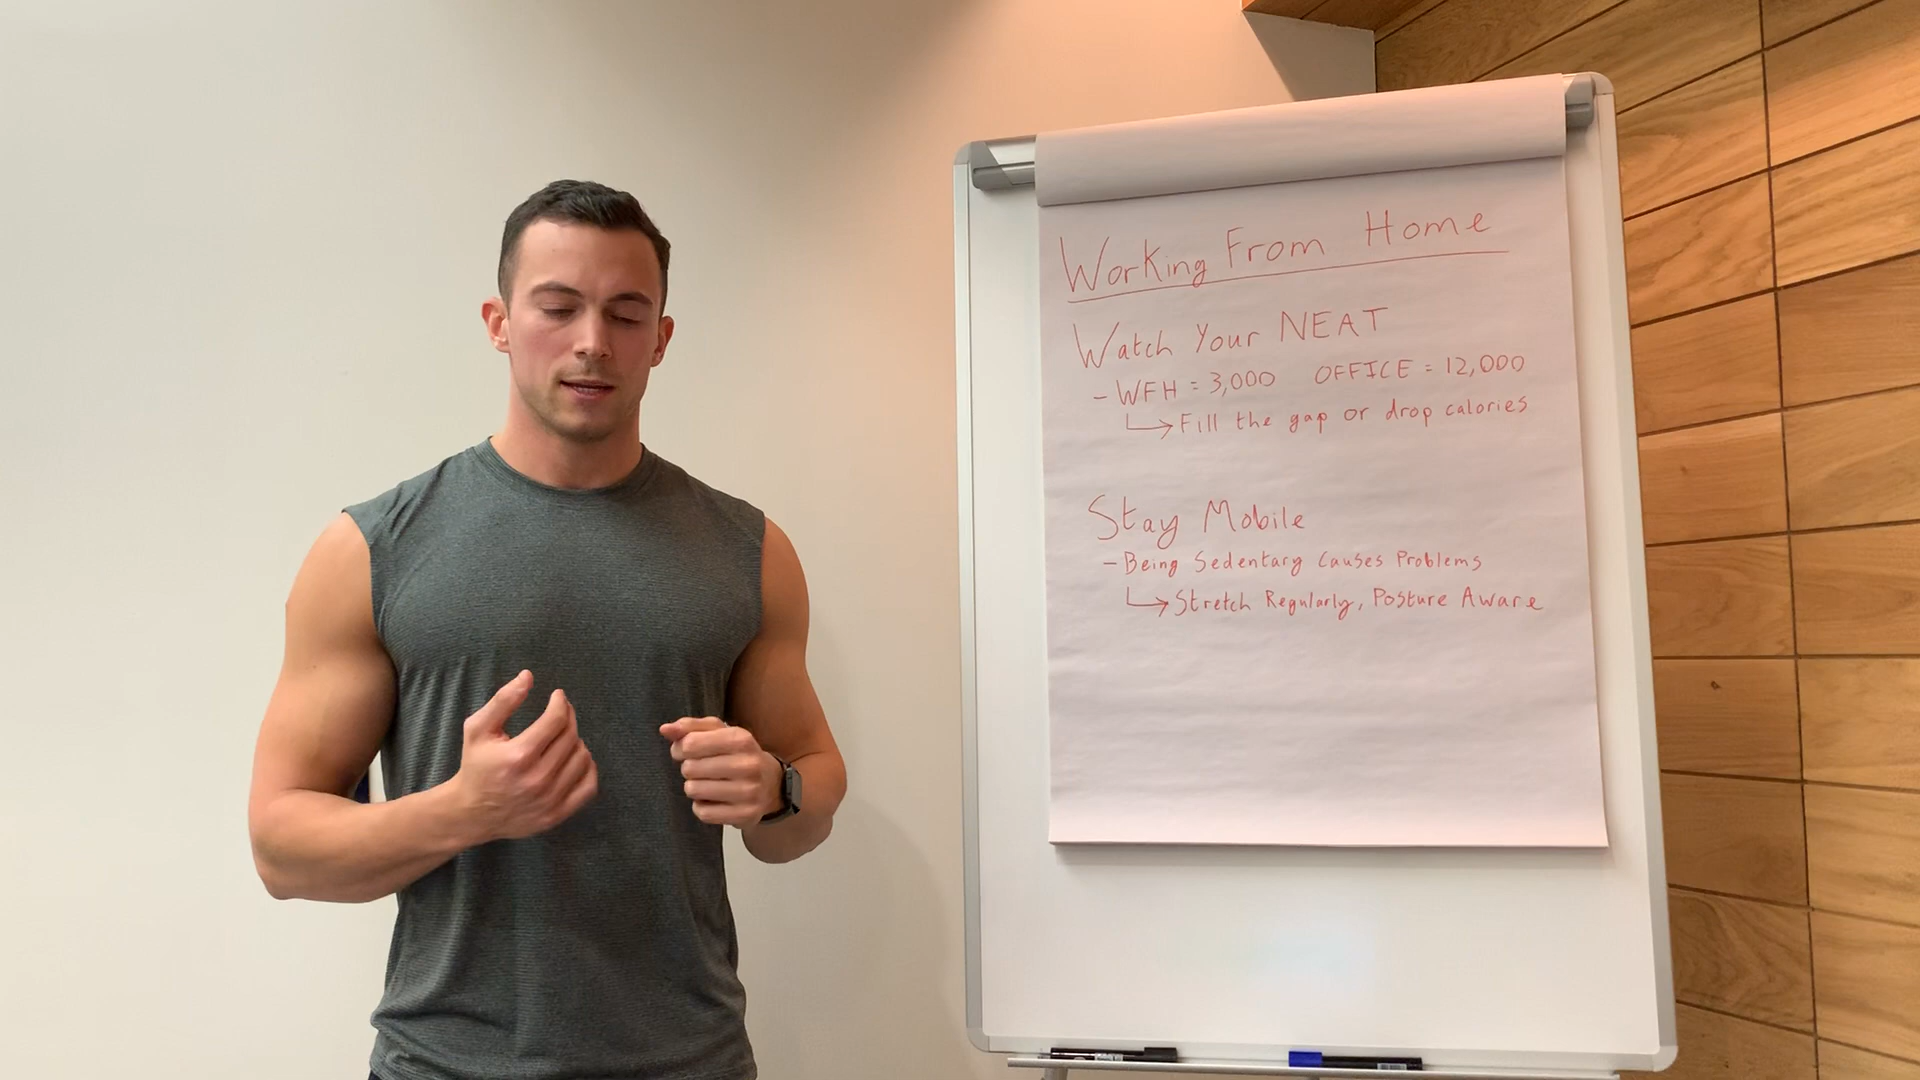 Working From Home
Watch Your NEAT
- WFH = 3,000 OFFICE = 12,000
↳ Fill the gap or drop calories
Stay Mobile
- Being Sedentary Causes Problems
↳ Stretch Regularly, Posture Aware